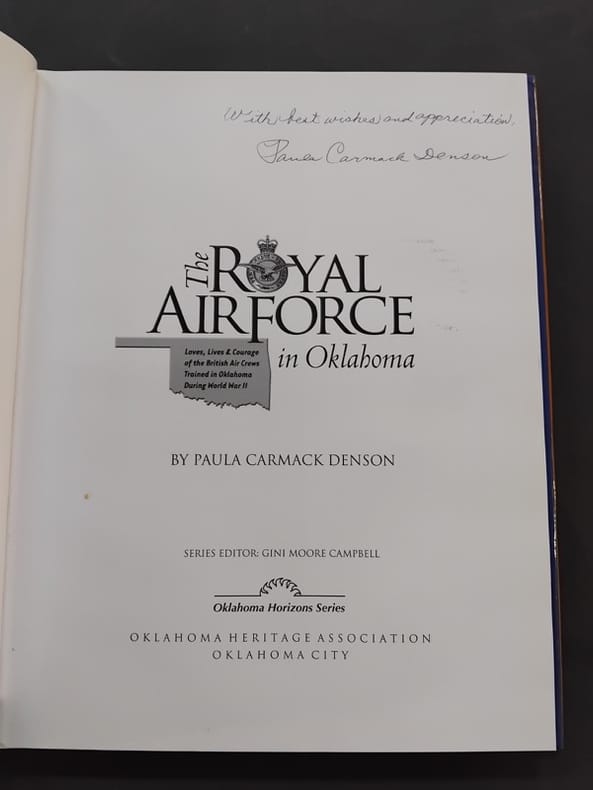 With best wishes and appreciation,
Paula Carmack Denson
The ROYAL
AIR FORCE
in Oklahoma
Loves, Lives & Courage
of the British Air Crews
Trained in Oklahoma
During World War II
BY PAULA CARMACK DENSON
SERIES EDITOR: GINI MOORE CAMPBELL
Oklahoma Horizons Series
OKLAHOMA HERITAGE ASSOCIATION
OKLAHOMA CITY